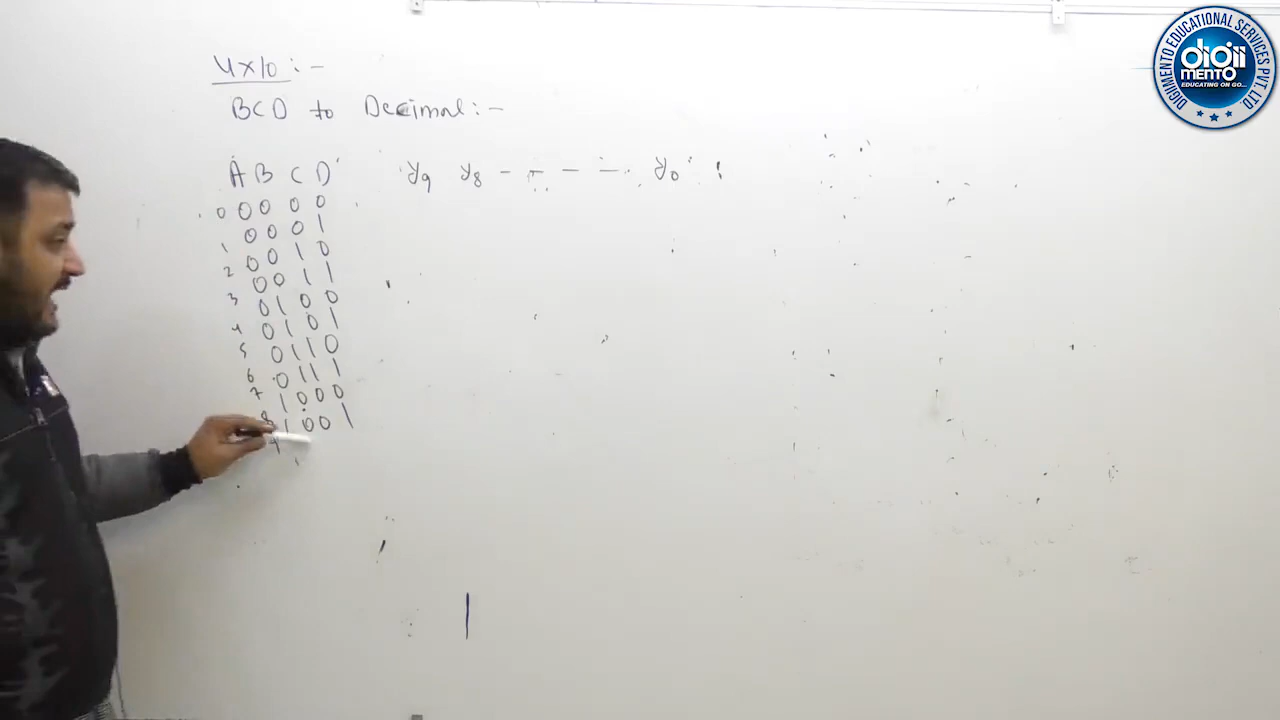 4x10:-
BCD to Decimal:-
A B C D y9 y8 - - - - y0
0 0 0 0 0
1 0 0 0 1
2 0 0 1 0
3 0 0 1 1
4 0 1 0 0
5 0 1 0 1
6 0 1 1 0
7 0 1 1 1
8 1 0 0 0
1 0 0 1
DIGIIMENTO EDUCATIONAL SERVICES PVT. LTD.
digii
MENTO
EDUCATING ON GO...